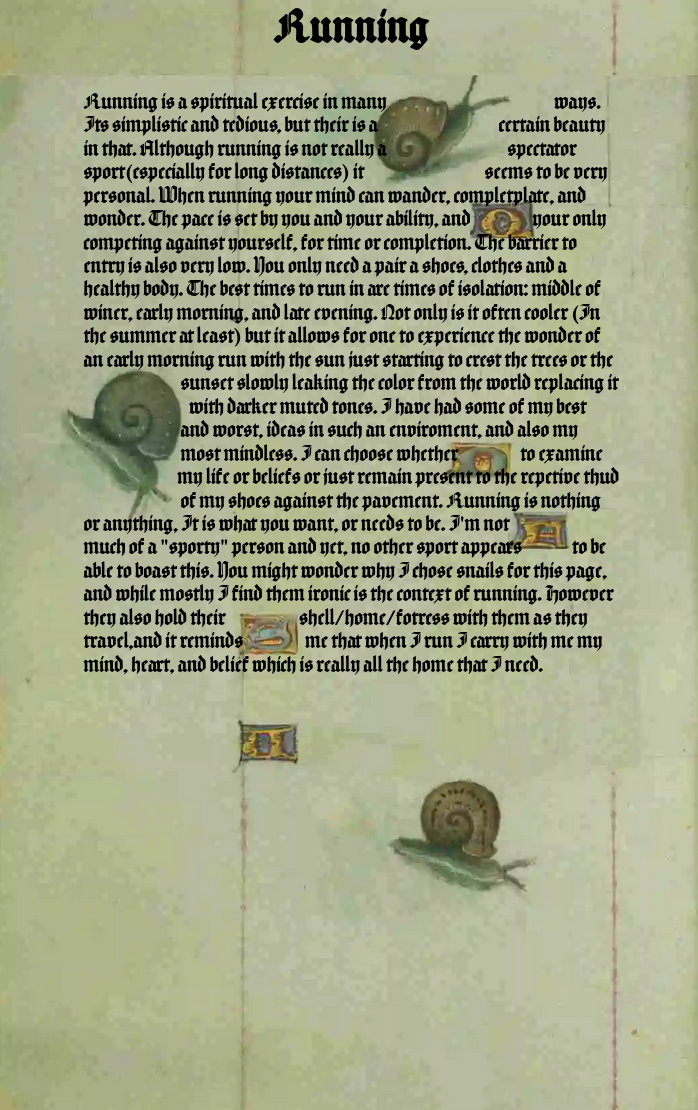 Running
Running is a spiritual exercise in many ways.
Its simplistic and tedious, but their is a certain beauty
in that. Although running is not really a spectator
sport(especially for long distances) it seems to be very
personal. When running your mind can wander, completplate, and
wonder. The pace is set by you and your ability, and your only
competing against yourself, for time or completion. The barrier to
entry is also very low. You only need a pair a shoes, clothes and a
healthy body. The best times to run in are times of isolation: middle of
winer, early morning, and late evening. Not only is it often cooler (In
the summer at least) but it allows for one to experience the wonder of
an early morning run with the sun just starting to crest the trees or the
sunset slowly leaking the color from the world replacing it
with darker muted tones. I have had some of my best
and worst, ideas in such an enviroment, and also my
most mindless. I can choose whether to examine
my life or beliefs or just remain present to the repetive thud
of my shoes against the pavement. Running is nothing
or anything, It is what you want, or needs to be. I'm not
much of a "sporty" person and yet, no other sport appears to be
able to boast this. You might wonder why I chose snails for this page,
and while mostly I find them ironic is the context of running. However
they also hold their shell/home/fotress with them as they
travel,and it reminds me that when I run I carry with me my
mind, heart, and belief which is really all the home that I need.